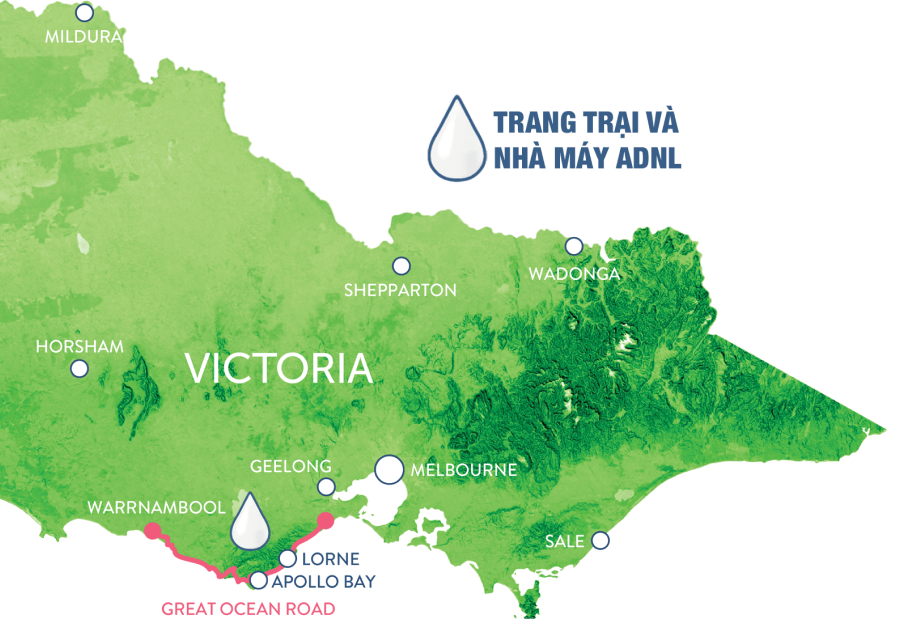 MILDURA
TRANG TRẠI VÀ
NHÀ MÁY ADNL
WADONGA
SHEPPARTON
HORSHAM
VICTORIA
GEELONG
MELBOURNE
WARRNAMBOOL
SALE
LORNE
APOLLO BAY
GREAT OCEAN ROAD